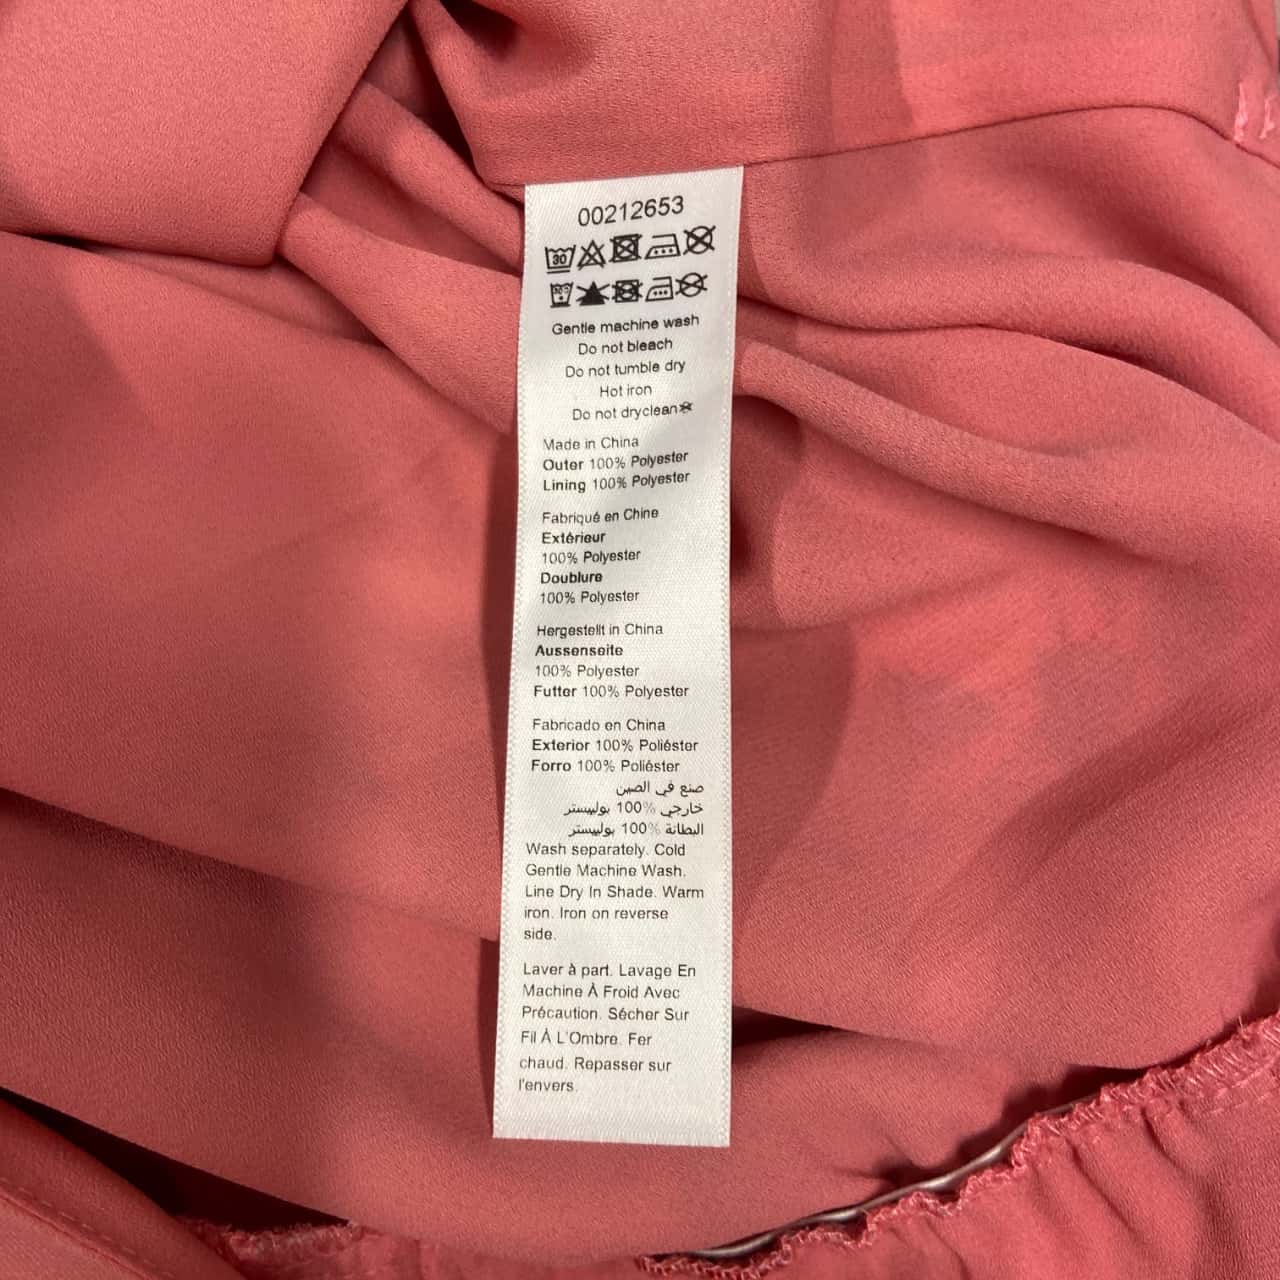 00212653
30
30
Gentle machine wash
Do not bleach
Do not tumble dry
Hot iron
Do not dryclean
Made in China
Outer 100% Polyester
Lining 100% Polyester
Fabriqué en Chine
Extérieur
100% Polyester
Doublure
100% Polyester
Hergestellt in China
Aussenseite
100% Polyester
Futter 100% Polyester
Fabricado en China
Exterior 100% Poliéster
Forro 100% Poliéster
صنع في الصين
خارجي 100% بوليستر
البطانة 100% بوليستر
Wash separately. Cold
Gentle Machine Wash.
Line Dry In Shade. Warm
iron. Iron on reverse
side.
Laver à part. Lavage En
Machine À Froid Avec
Précaution. Sécher Sur
Fil À L'Ombre. Fer
chaud. Repasser sur
l'envers.